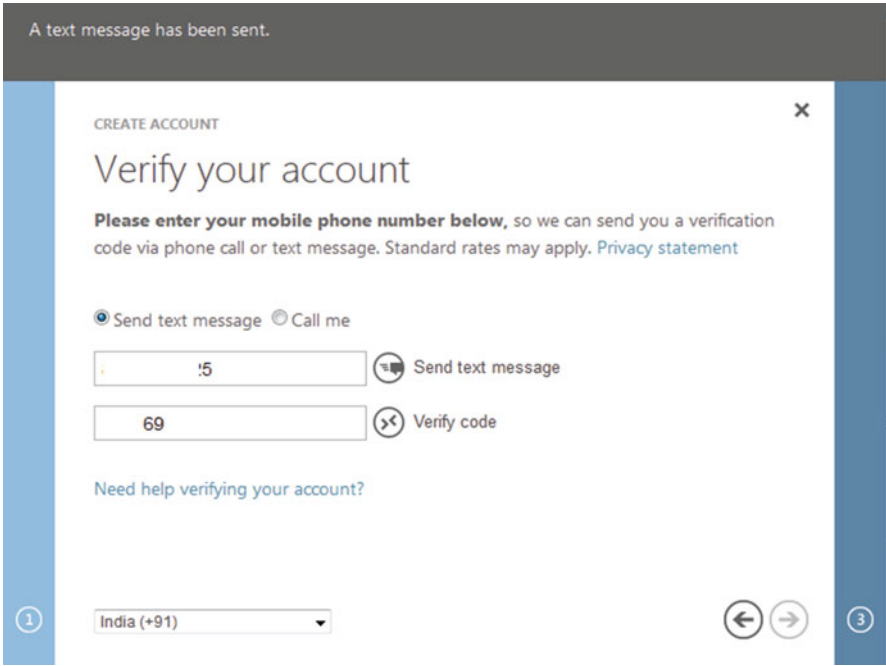 A text message has been sent.
CREATE ACCOUNT
Verify your account
Please enter your mobile phone number below, so we can send you a verification
code via phone call or text message. Standard rates may apply. Privacy statement
Send text message Call me
25 Send text message
69 Verify code
Need help verifying your account?
1 India (+91) 3